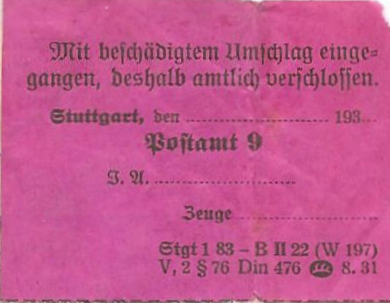 Mit beschädigtem Umschlag einge=
gangen, deshalb amtlich verschlossen.
Stuttgart, den ........................ 193....
Postamt 9
I. A. ........................
Zeuge ........................
Stgt 1 83 – B II 22 (W 197)
V, 2 § 76 Din 476 8. 31